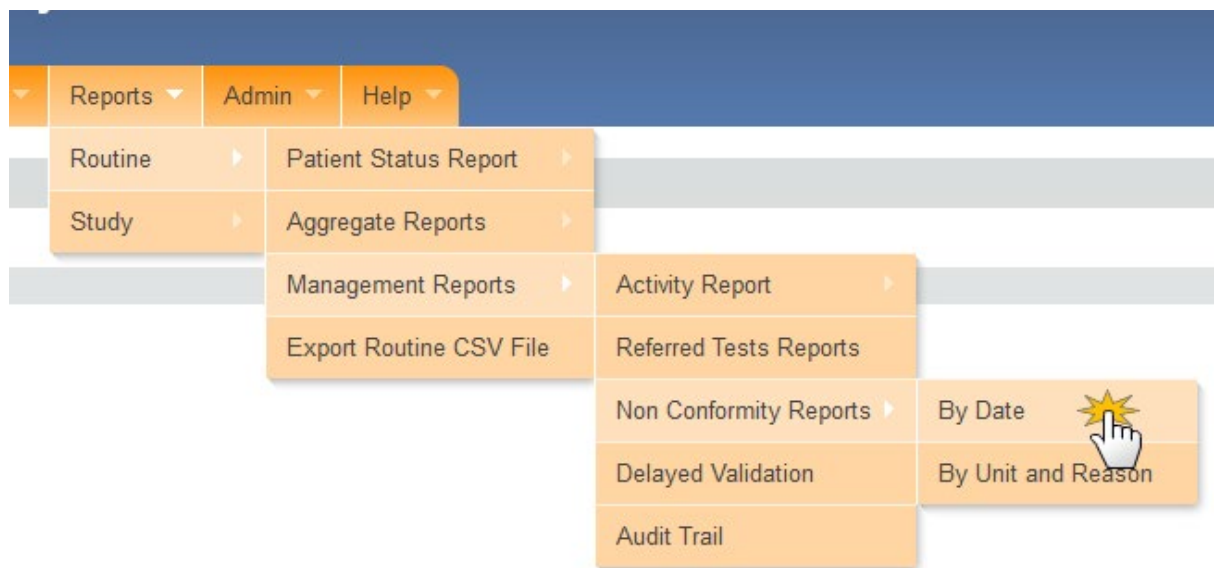 Reports Admin Help
Routine Patient Status Report
Study Aggregate Reports
Management Reports Activity Report
Export Routine CSV File Referred Tests Reports
Non Conformity Reports By Date
Delayed Validation By Unit and Reason
Audit Trail